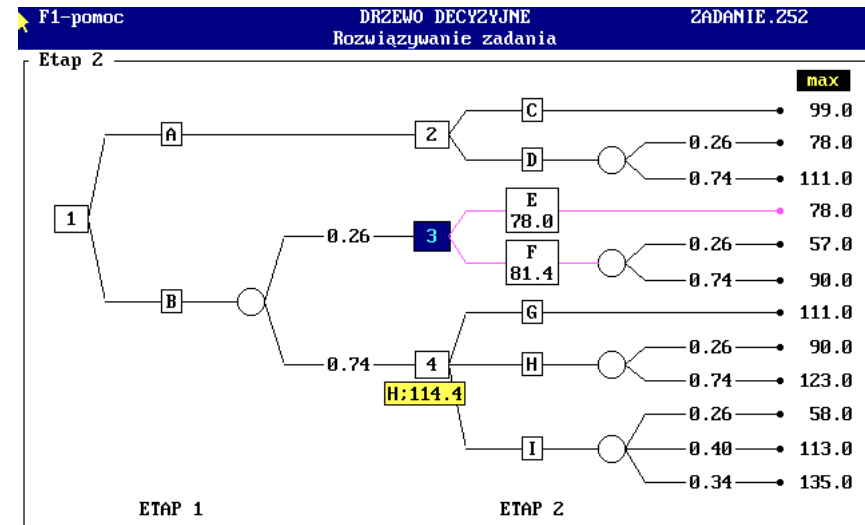 F1-pomoc DRZEWO DECYZYJNE ZADANIE.Z52
Rozwiązywanie zadania
Etap 2
max
C 99.0
A 2 0.26 78.0
D
0.74 111.0
E
78.0 78.0
1
0.26 3 0.26 57.0
F
81.4
0.74 90.0
B
G 111.0
0.26 90.0
0.74 4 H
0.74 123.0
H;114.4
0.26 58.0
I 0.40 113.0
0.34 135.0
ETAP 1 ETAP 2